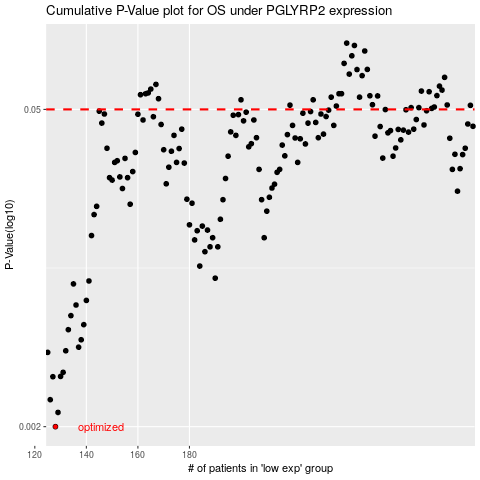 Cumulative P-Value plot for OS under PGLYRP2 expression
P-Value(log10)
0.05
0.002
optimized
120 140 160 180
# of patients in 'low exp' group